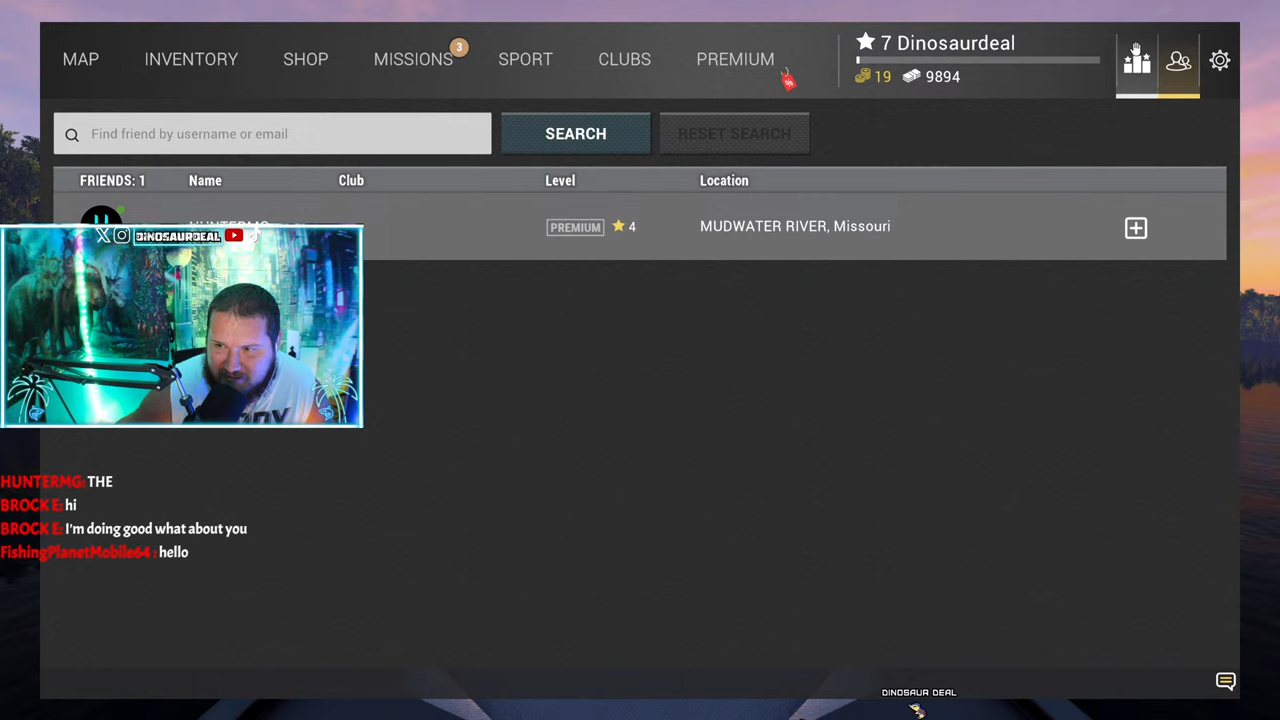 MAP INVENTORY SHOP MISSIONS 3 SPORT CLUBS PREMIUM
7 Dinosaurdeal
19 9894
Find friend by username or email SEARCH RESET SEARCH
FRIENDS: 1 Name Club Level Location
PREMIUM 4 MUDWATER RIVER, Missouri
DINOSAURDEAL
HUNTERMG: THE
BROCK E: hi
BROCK E: I'm doing good what about you
FishingPlanetMobile64 : hello
DINOSAUR DEAL